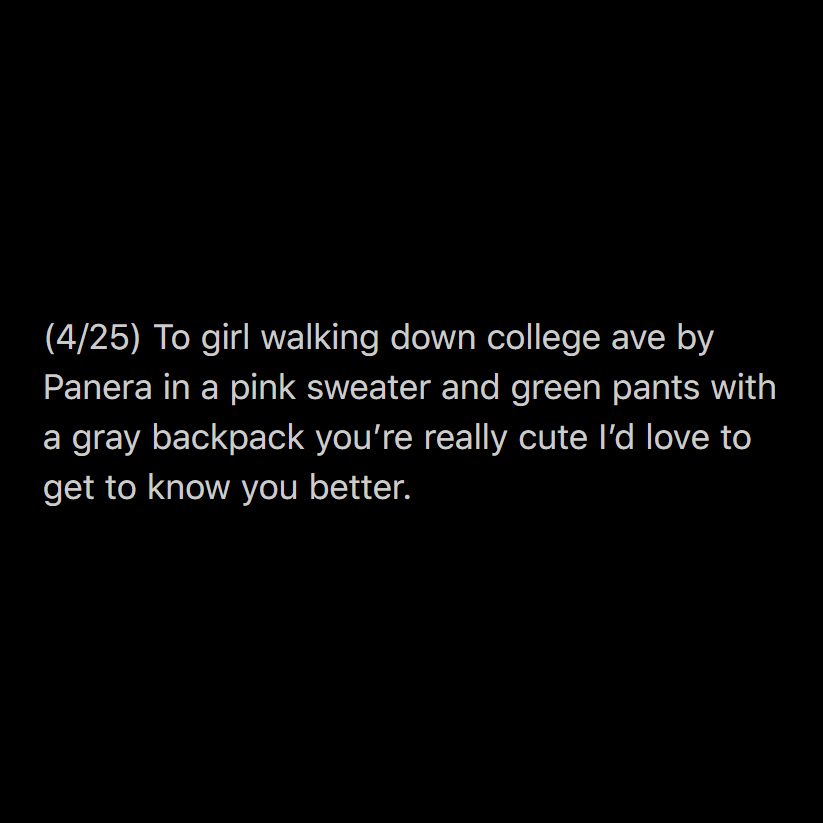 (4/25) To girl walking down college ave by
Panera in a pink sweater and green pants with
a gray backpack you’re really cute I’d love to
get to know you better.